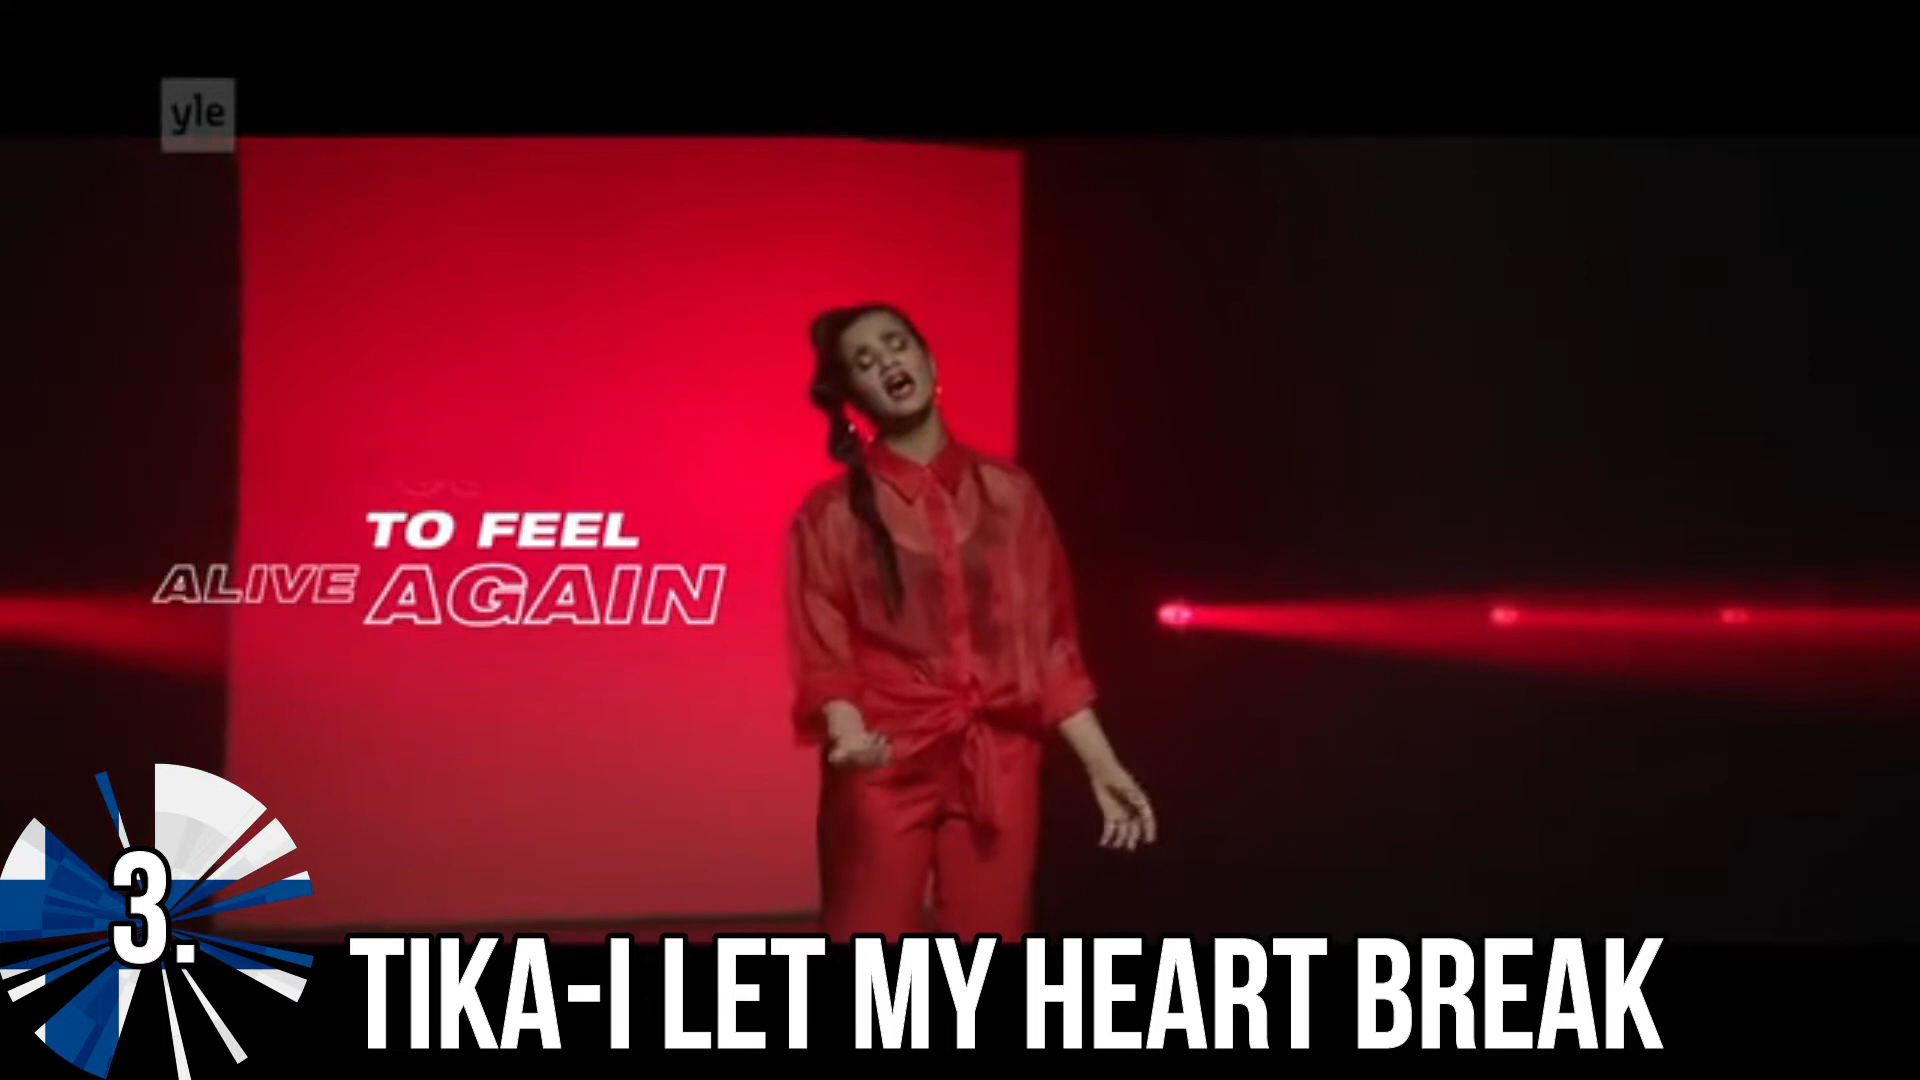 yle
TO FEEL
ALIVE AGAIN
3.
TIKA-I LET MY HEART BREAK